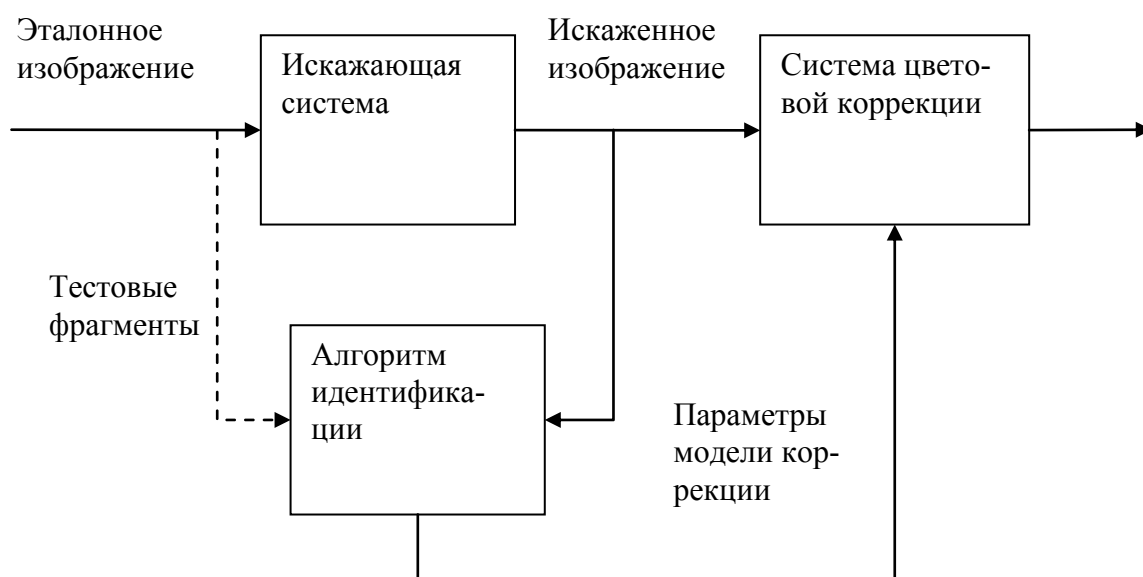 Эталонное
изображение
Искажающая
система
Искаженное
изображение
Система цвето-
вой коррекции
Тестовые
фрагменты
Алгоритм
идентифика-
ции
Параметры
модели кор-
рекции